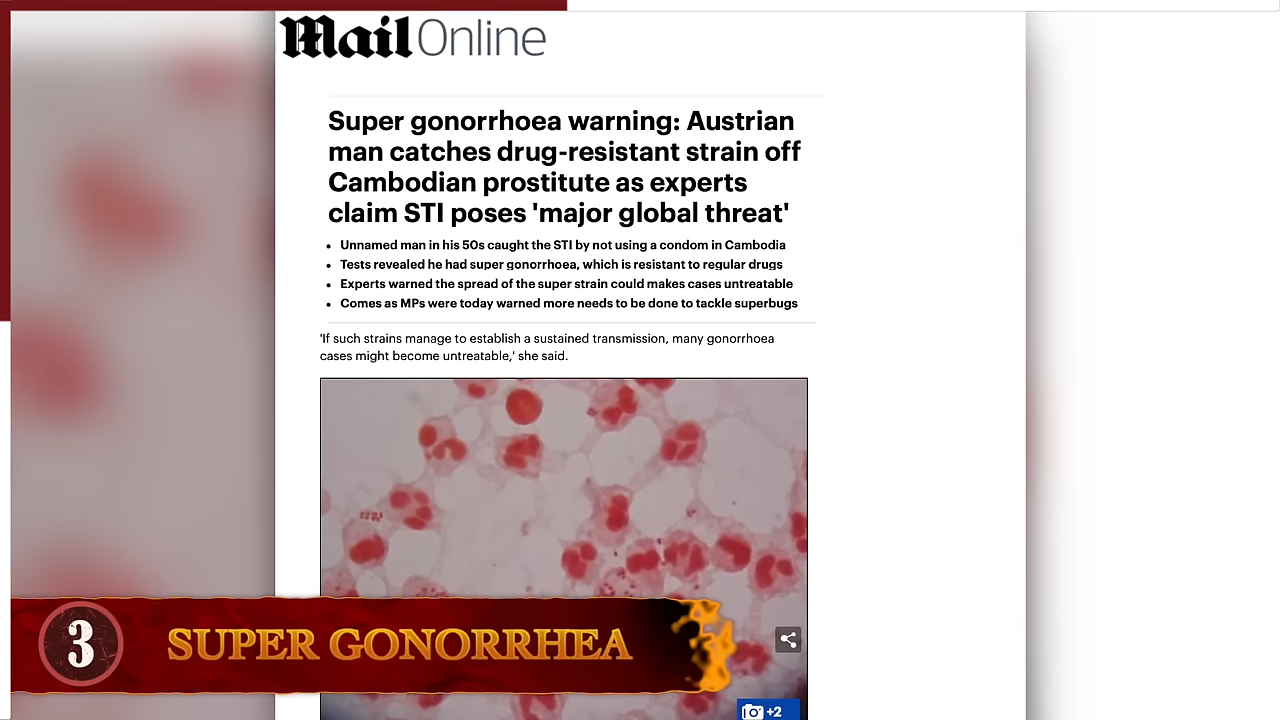 Mail Online
Super gonorrhoea warning: Austrian
man catches drug-resistant strain off
Cambodian prostitute as experts
claim STI poses 'major global threat'
• Unnamed man in his 50s caught the STI by not using a condom in Cambodia
• Tests revealed he had super gonorrhoea, which is resistant to regular drugs
• Experts warned the spread of the super strain could makes cases untreatable
• Comes as MPs were today warned more needs to be done to tackle superbugs
'If such strains manage to establish a sustained transmission, many gonorrhoea
cases might become untreatable,' she said.
3 SUPER GONORRHEA
+2